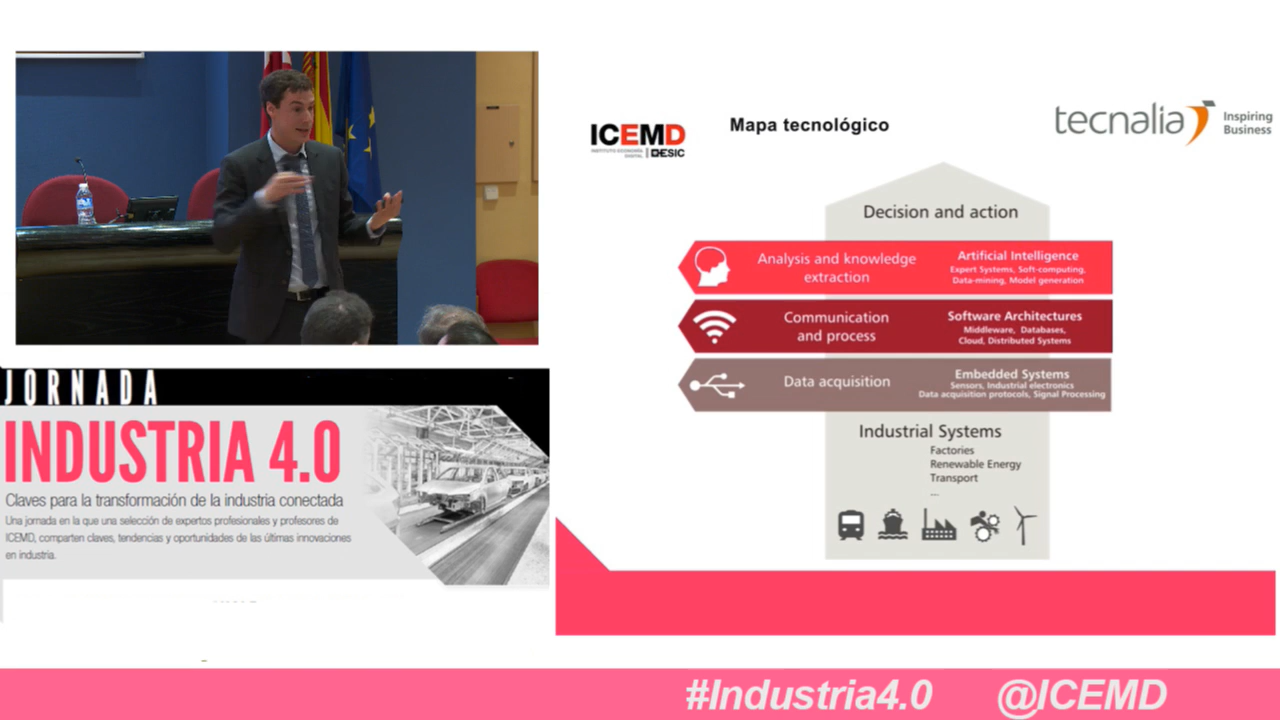 JORNADA
INDUSTRIA 4.0
Claves para la transformación de la industria conectada
Una jornada en la que una selección de expertos profesionales y profesores de
ICEMD, comparten claves, tendencias y oportunidades de las últimas innovaciones
en industria.
ICEMD
INSTITUTO ECONOMÍA
DIGITAL
ESIC
Mapa tecnológico
tecnalia
Inspiring
Business
Decision and action
Analysis and knowledge
extraction
Artificial Intelligence
Expert Systems, Soft-computing,
Data-mining, Model generation
Communication
and process
Software Architectures
Middleware, Databases,
Cloud, Distributed Systems
Data acquisition
Embedded Systems
Sensors, Industrial electronics
Data acquisition protocols, Signal Processing
Industrial Systems
Factories
Renewable Energy
Transport
....
#Industria4.0
@ICEMD